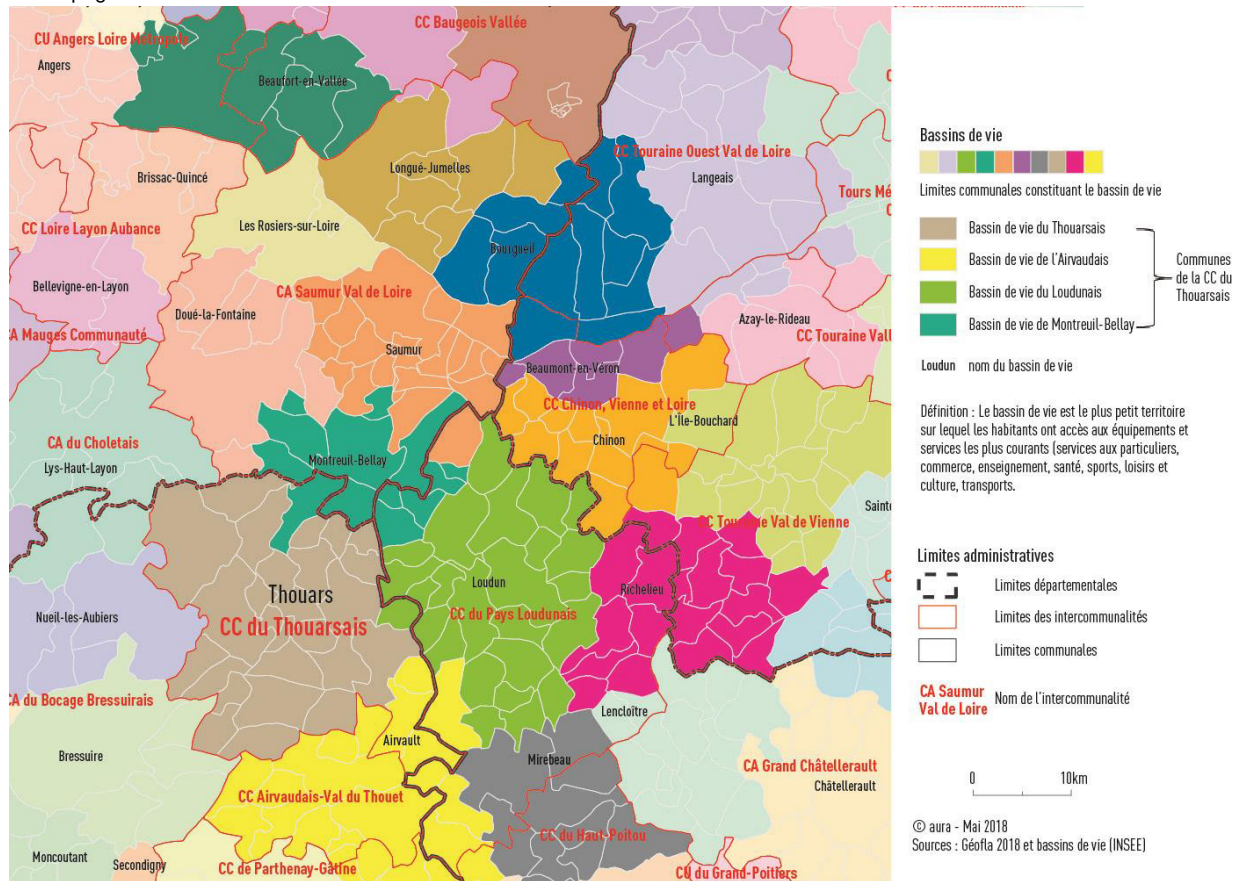 CU Angers Loire Métropole
CC Baugeois Vallée
Angers
Beaufort-en-Vallée
Longué-Jumelles
CC Touraine Ouest Val de Loire
Brissac-Quincé
Langeais
Tours Mé
Les Rosiers-sur-Loire
CC Loire Layon Aubance
Bourgueil
Bellevigne-en-Layon
CA Saumur Val de Loire
Doué-la-Fontaine
Azay-le-Rideau
CA Mauges Communauté
CC Touraine Vall
Saumur
Beaumont-en-Véron
CC Chinon, Vienne et Loire
L'Île-Bouchard
CA du Choletais
Chinon
Lys-Haut-Layon
Montreuil-Bellay
Sainte
CC Touraine Val de Vienne
Loudun
Richelieu
Thouars
CC du Thouarsais
CC du Pays Loudunais
Nueil-les-Aubiers
CA du Bocage Bressuirais
Lencloître
Airvault
Bressuire
Mirebeau
CA Grand Châtellerault
Châtellerault
CC Airvaudais-Val du Thouet
CC du Haut-Poitou
Moncoutant
Secondigny
CC de Parthenay-Gâtine
CU du Grand-Poitiers
Bassins de vie
Limites communales constituant le bassin de vie
Bassin de vie du Thouarsais
Bassin de vie de l'Airvaudais
Bassin de vie du Loudunais
Bassin de vie de Montreuil-Bellay
Communes
de la CC du
Thouarsais
Loudun nom du bassin de vie
Définition : Le bassin de vie est le plus petit territoire
sur lequel les habitants ont accès aux équipements et
services les plus courants (services aux particuliers,
commerce, enseignement, santé, sports, loisirs et
culture, transports.
Limites administratives
Limites départementales
Limites des intercommunalités
Limites communales
CA Saumur
Val de Loire
Nom de l'intercommunalité
0 10km
© aura - Mai 2018
Sources : Géofla 2018 et bassins de vie (INSEE)